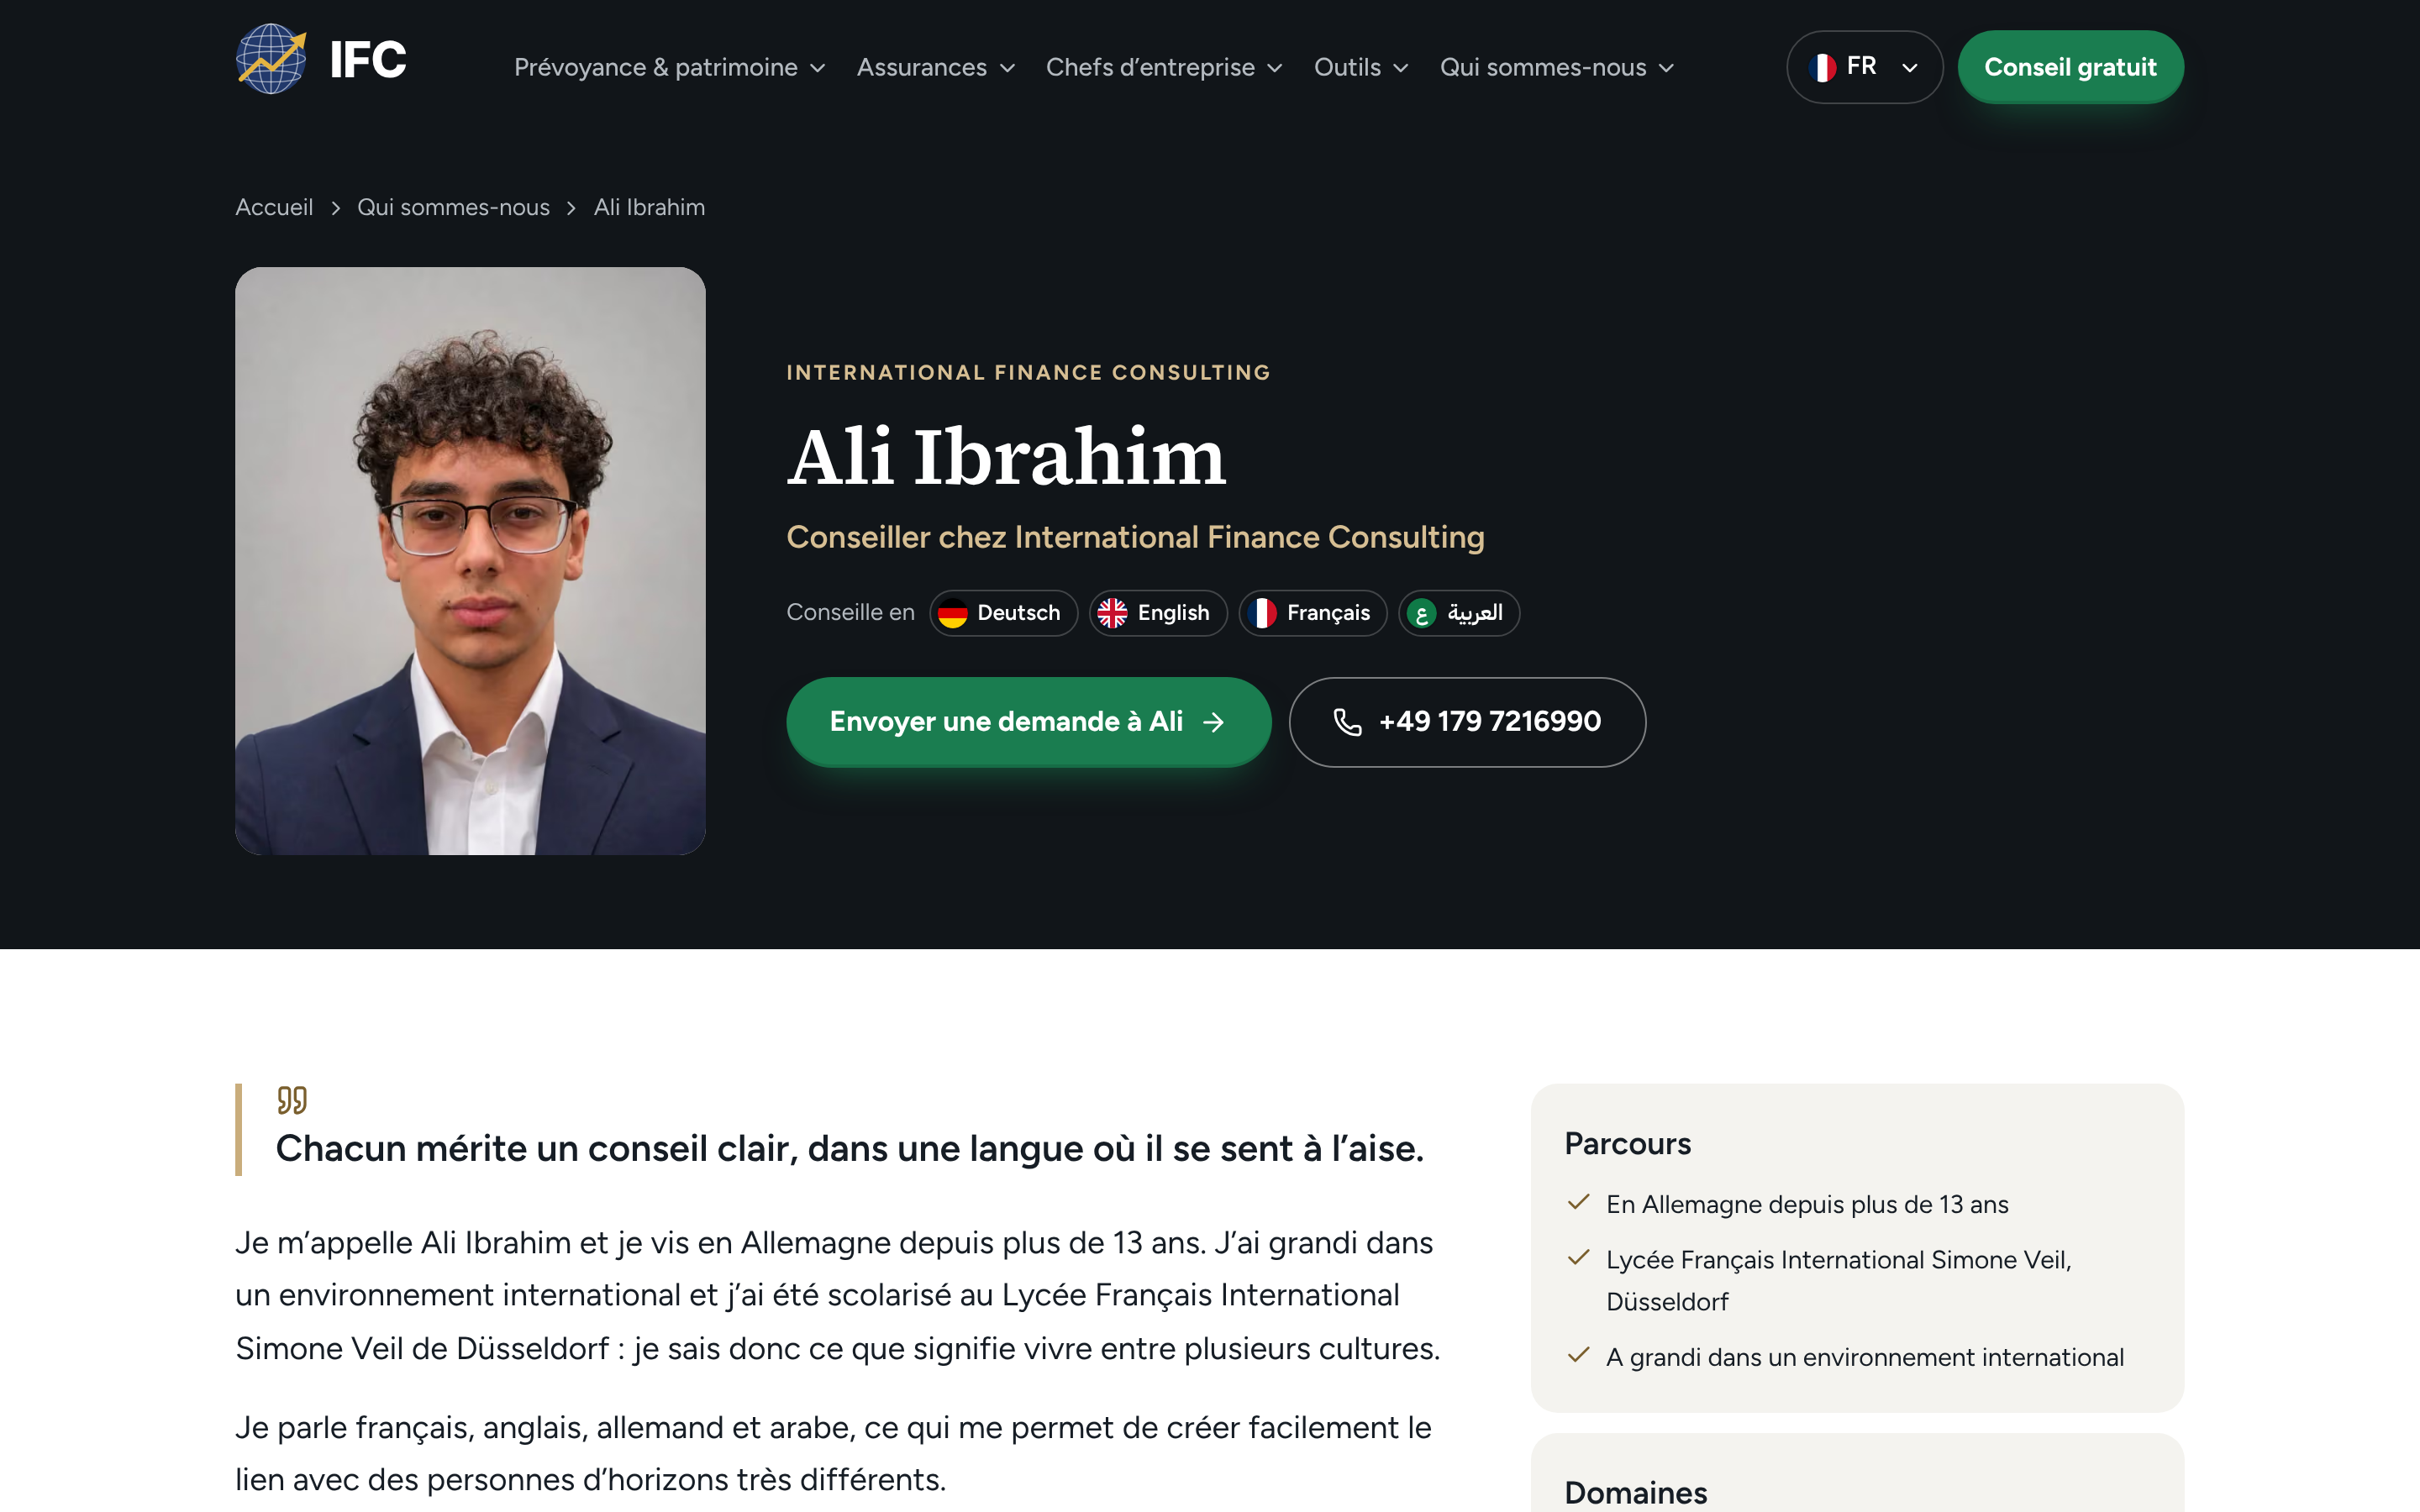 IFC
Prévoyance & patrimoine
Assurances
Chefs d’entreprise
Outils
Qui sommes-nous
FR
Conseil gratuit
Accueil > Qui sommes-nous > Ali Ibrahim
INTERNATIONAL FINANCE CONSULTING
Ali Ibrahim
Conseiller chez International Finance Consulting
Conseille en
Deutsch
English
Français
ع العربية
Envoyer une demande à Ali →
+49 179 7216990
Chacun mérite un conseil clair, dans une langue où il se sent à l’aise.
Je m’appelle Ali Ibrahim et je vis en Allemagne depuis plus de 13 ans. J’ai grandi dans
un environnement international et j’ai été scolarisé au Lycée Français International
Simone Veil de Düsseldorf : je sais donc ce que signifie vivre entre plusieurs cultures.
Je parle français, anglais, allemand et arabe, ce qui me permet de créer facilement le
lien avec des personnes d’horizons très différents.
Parcours
En Allemagne depuis plus de 13 ans
Lycée Français International Simone Veil,
Düsseldorf
A grandi dans un environnement international
Domaines